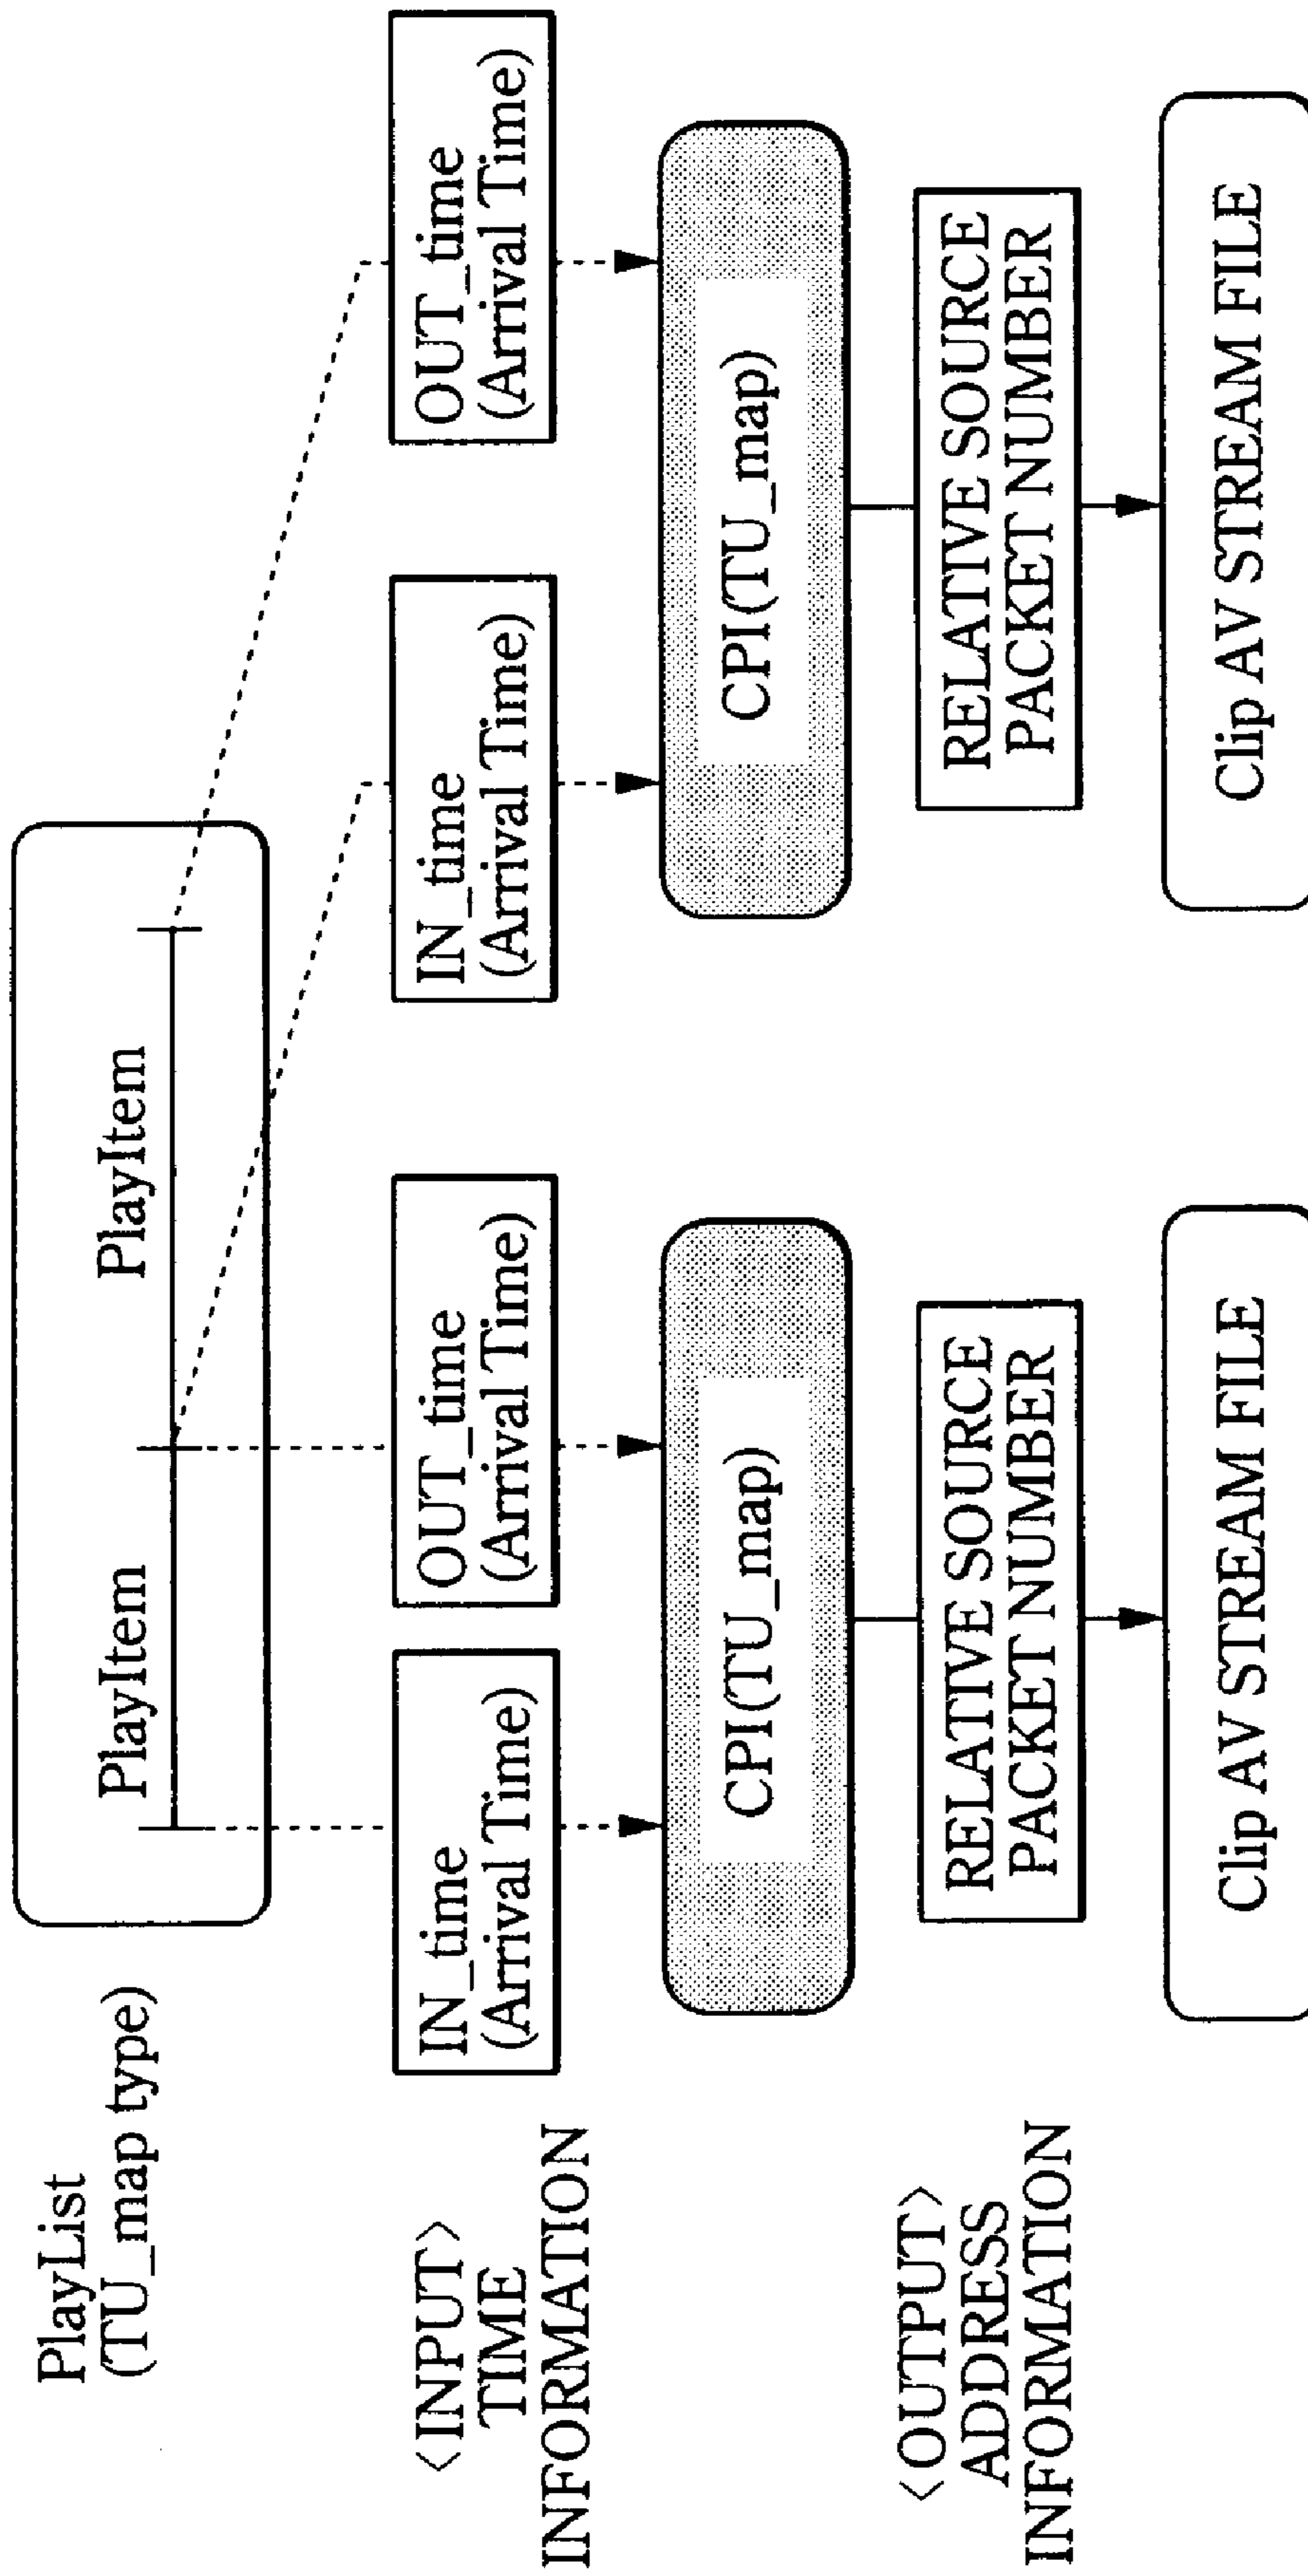 PlayList
(TU_map type)
PlayItem
PlayItem
〈INPUT〉
TIME
INFORMATION
IN_time
(Arrival Time)
OUT_time
(Arrival Time)
IN_time
(Arrival Time)
OUT_time
(Arrival Time)
CPI(TU_map)
CPI(TU_map)
〈OUTPUT〉
ADDRESS
INFORMATION
RELATIVE SOURCE
PACKET NUMBER
RELATIVE SOURCE
PACKET NUMBER
Clip AV STREAM FILE
Clip AV STREAM FILE